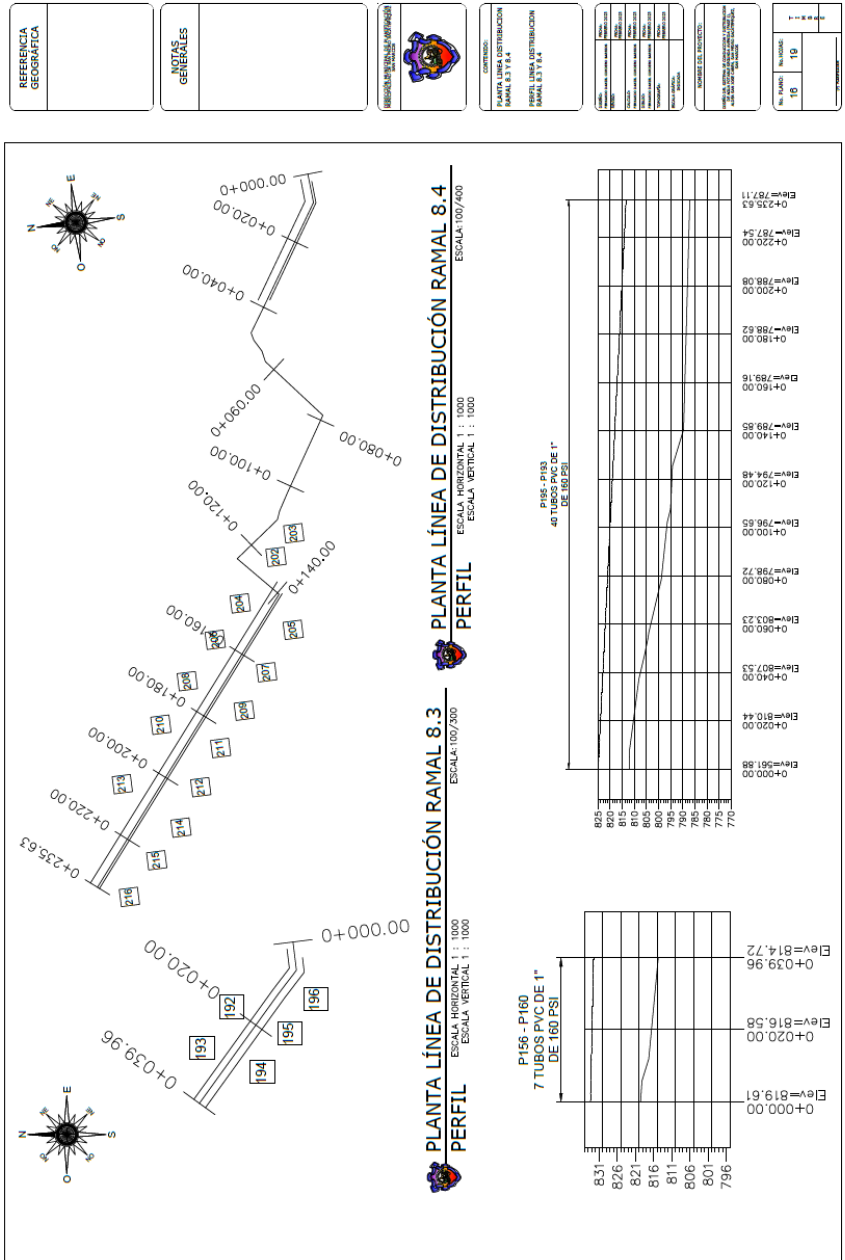 REFERENCIA
GEOGRÁFICA
NOTAS
GENERALES
CONTENIDO:
PLANTA LINEA DISTRIBUCION
RAMAL 8.3 Y 8.4
PERFIL LINEA DISTRIBUCION
RAMAL 8.3 Y 8.4
NOMBRE DEL PROYECTO:
No. PLANO:
16
No. HOJAS:
19
T I M B R E
N
NE
E
S
O
NO
0+000.00
0+020.00
0+040.00
0+060.00
0+080.00
0+100.00
0+120.00
0+140.00
160.00
0+180.00
0+200.00
0+220.00
0+235.63
202
203
204
205
206
207
208
209
210
211
212
213
214
215
216
PLANTA LÍNEA DE DISTRIBUCIÓN RAMAL 8.4
ESCALA:100/400
PERFIL
ESCALA HORIZONTAL 1 : 1000
ESCALA VERTICAL 1 : 1000
P195 - P193
40 TUBOS PVC DE 1"
DE 160 PSI
825
820
815
810
805
800
795
790
785
780
775
770
0+000.00
Elev=561.88
0+020.00
Elev=810.44
0+040.00
Elev=807.53
0+060.00
Elev=803.23
0+080.00
Elev=798.72
0+100.00
Elev=796.65
0+120.00
Elev=794.48
0+140.00
Elev=789.85
0+160.00
Elev=789.16
0+180.00
Elev=788.62
0+200.00
Elev=788.08
0+220.00
Elev=787.54
0+235.63
Elev=787.11
N
NE
E
S
O
NO
0+000.00
0+020.00
0+039.96
192
193
194
195
196
PLANTA LÍNEA DE DISTRIBUCIÓN RAMAL 8.3
ESCALA:100/300
PERFIL
ESCALA HORIZONTAL 1 : 1000
ESCALA VERTICAL 1 : 1000
P156 - P160
7 TUBOS PVC DE 1"
DE 160 PSI
831
826
821
816
811
806
801
796
0+000.00
Elev=819.61
0+020.00
Elev=816.58
0+039.96
Elev=814.72